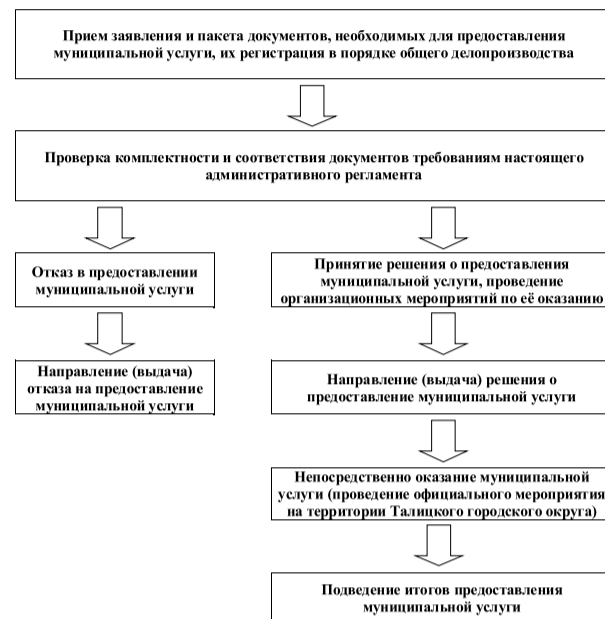 Прием заявления и пакета документов, необходимых для предоставления
муниципальной услуги, их регистрация в порядке общего делопроизводства
Проверка комплектности и соответствия документов требованиям настоящего
административного регламента
Отказ в предоставлении
муниципальной услуги
Принятие решения о предоставления
муниципальной услуги, проведение
организационных мероприятий по её оказанию
Направление (выдача)
отказа на предоставление
муниципальной услуги
Направление (выдача) решения о
предоставление муниципальной услуги
Непосредственно оказание муниципальной
услуги (проведение официального мероприятия
на территории Талицкого городского округа)
Подведение итогов предоставления
муниципальной услуги